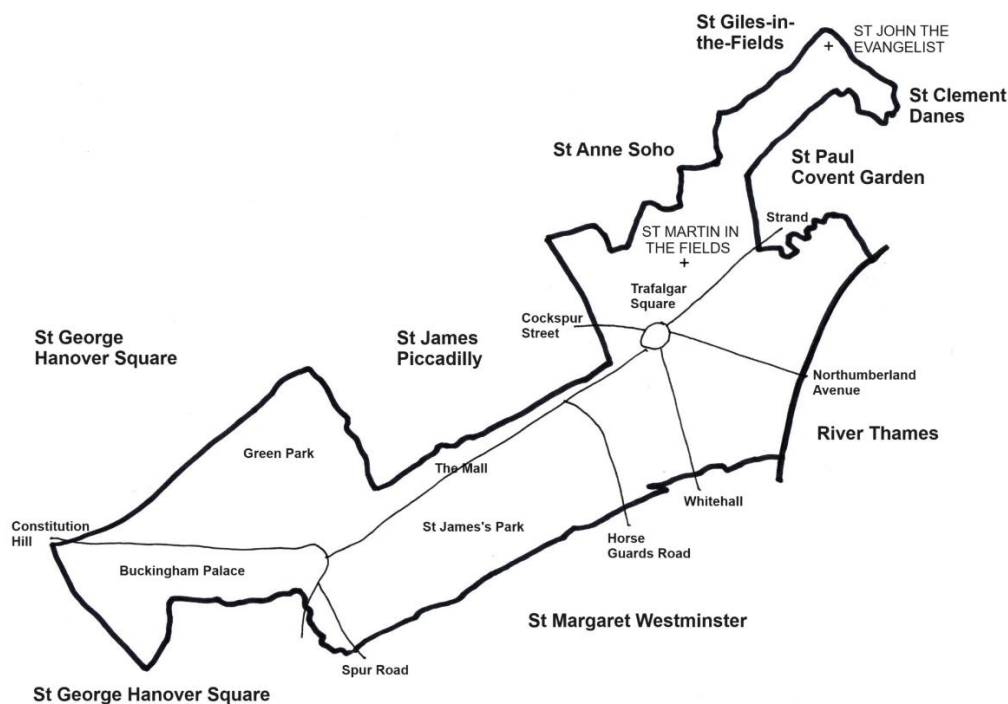 St Giles-in-
the-Fields
ST JOHN THE
EVANGELIST
St Clement
Danes
St Anne Soho
St Paul
Covent Garden
Strand
ST MARTIN IN
THE FIELDS
Trafalgar
Square
Cockspur
Street
St George
Hanover Square
St James
Piccadilly
Northumberland
Avenue
River Thames
Green Park
The Mall
Whitehall
Constitution
Hill
St James's Park
Horse
Guards Road
Buckingham Palace
St Margaret Westminster
Spur Road
St George Hanover Square